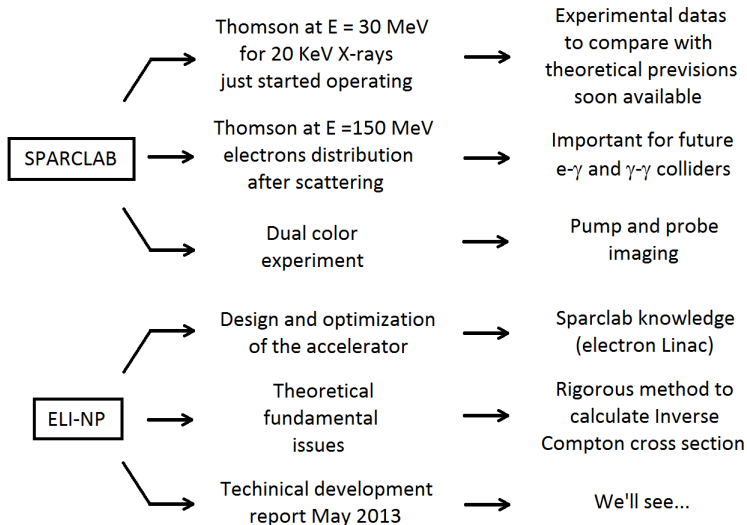 Thomson at E = 30 MeV
for 20 KeV X-rays
just started operating
Experimental datas
to compare with
theoretical previsions
soon available
SPARCLAB
Thomson at E =150 MeV
electrons distribution
after scattering
Important for future
e-γ and γ-γ colliders
Dual color
experiment
Pump and probe
imaging
Design and optimization
of the accelerator
Sparclab knowledge
(electron Linac)
ELI-NP
Theoretical
fundamental
issues
Rigorous method to
calculate Inverse
Compton cross section
Techinical development
report May 2013
We'll see...